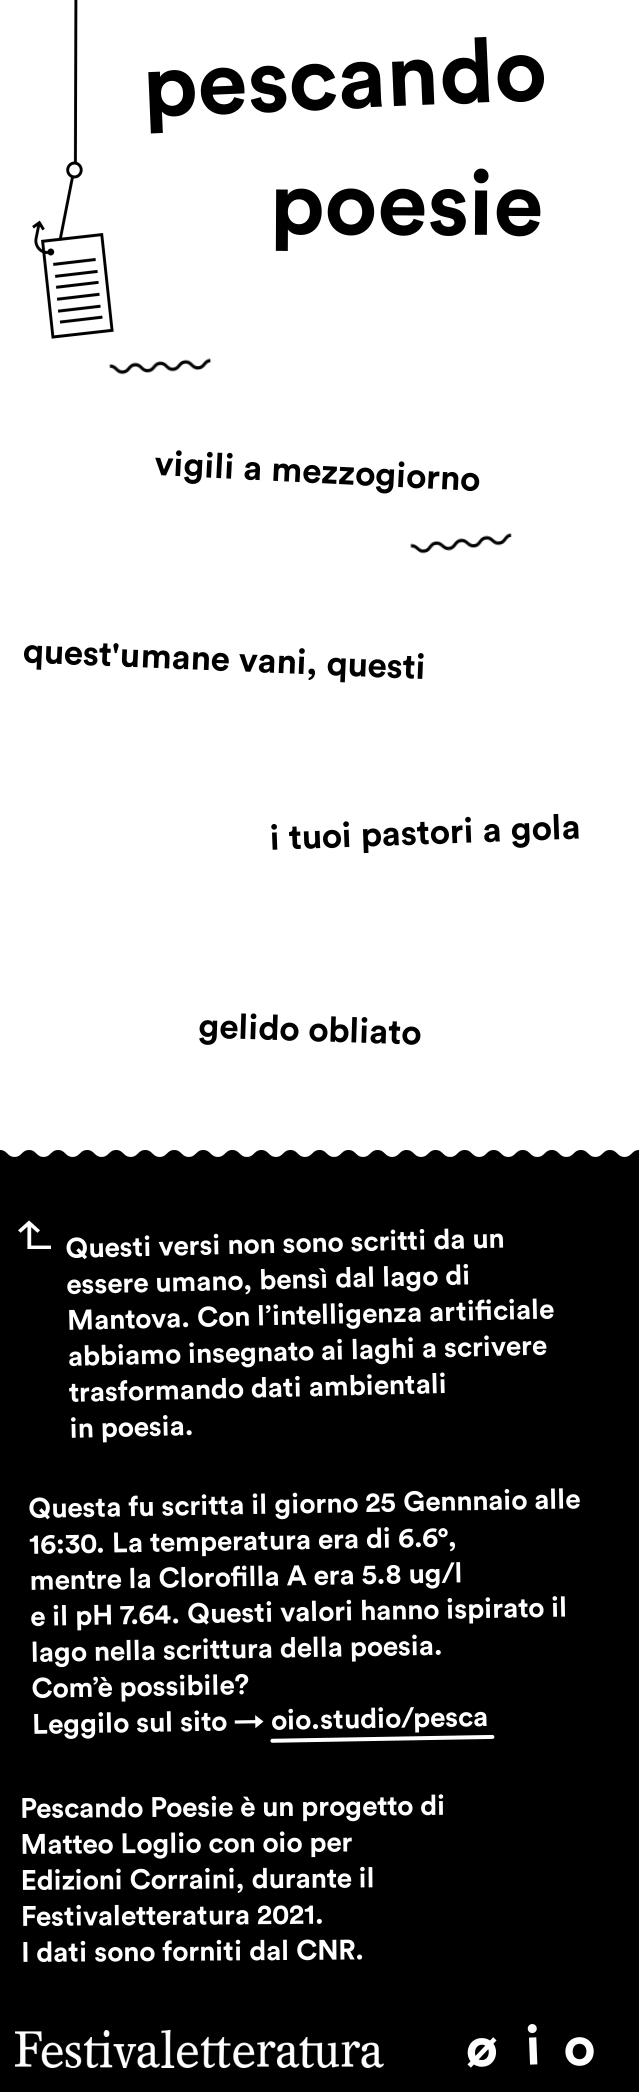 pescando
poesie
vigili a mezzogiorno
quest'umane vani, questi
i tuoi pastori a gola
gelido obliato
Questi versi non sono scritti da un
essere umano, bensì dal lago di
Mantova. Con l’intelligenza artificiale
abbiamo insegnato ai laghi a scrivere
trasformando dati ambientali
in poesia.
Questa fu scritta il giorno 25 Gennnaio alle
16:30. La temperatura era di 6.6°,
mentre la Clorofilla A era 5.8 ug/l
e il pH 7.64. Questi valori hanno ispirato il
lago nella scrittura della poesia.
Com’è possibile?
Leggilo sul sito → oio.studio/pesca
Pescando Poesie è un progetto di
Matteo Loglio con oio per
Edizioni Corraini, durante il
Festivaletteratura 2021.
I dati sono forniti dal CNR.
Festivaletteratura ø i o